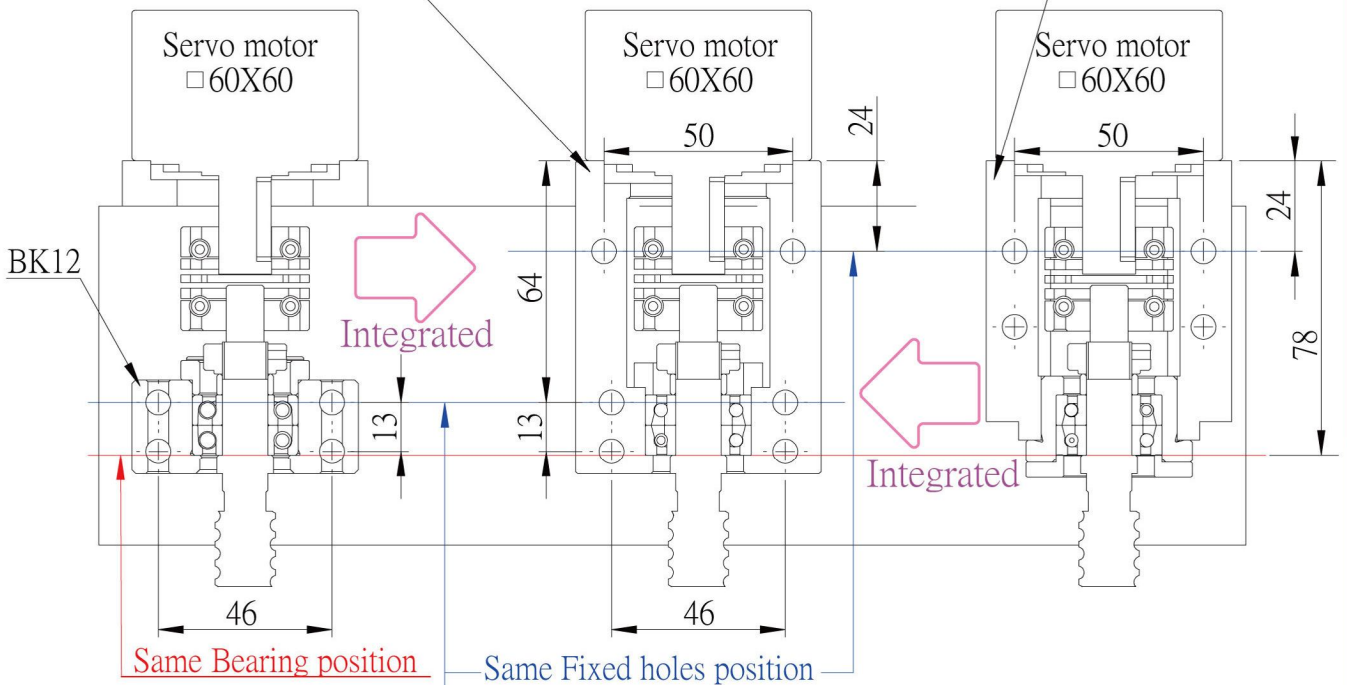 Servo motor
□60X60
Servo motor
□60X60
Servo motor
□60X60
50
24
50
24
BK12
Integrated
64
78
13
13
Integrated
46
46
Same Bearing position
Same Fixed holes position